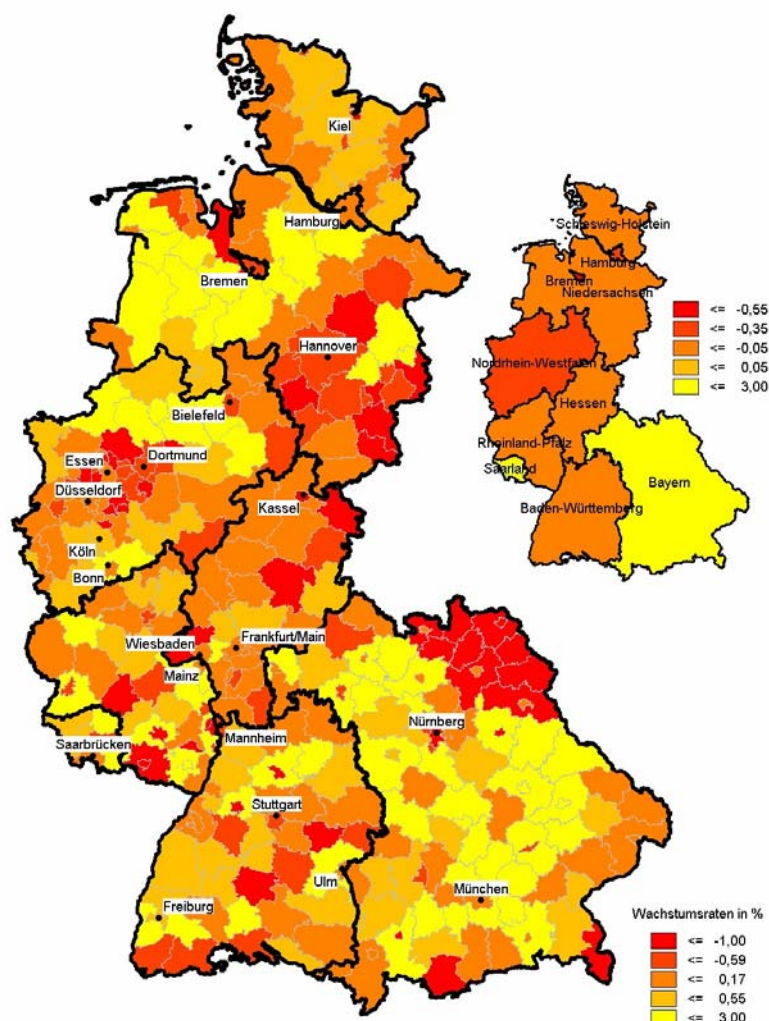 Kiel
Hamburg
Bremen
Hannover
Bielefeld
Dortmund
Essen
Düsseldorf
Kassel
Köln
Bonn
Wiesbaden
Frankfurt/Main
Mainz
Nürnberg
Saarbrücken
Mannheim
Stuttgart
Ulm
München
Freiburg
Schleswig-Holstein
Hamburg
Bremen
Niedersachsen
Nordrhein-Westfalen
Hessen
Rheinland-Pfalz
Saarland
Bayern
Baden-Württemberg
<= -0,55
<= -0,35
<= -0,05
<= 0,05
<= 3,00
Wachstumsraten in %
<= -1,00
<= -0,59
<= 0,17
<= 0,55
<= 3,00